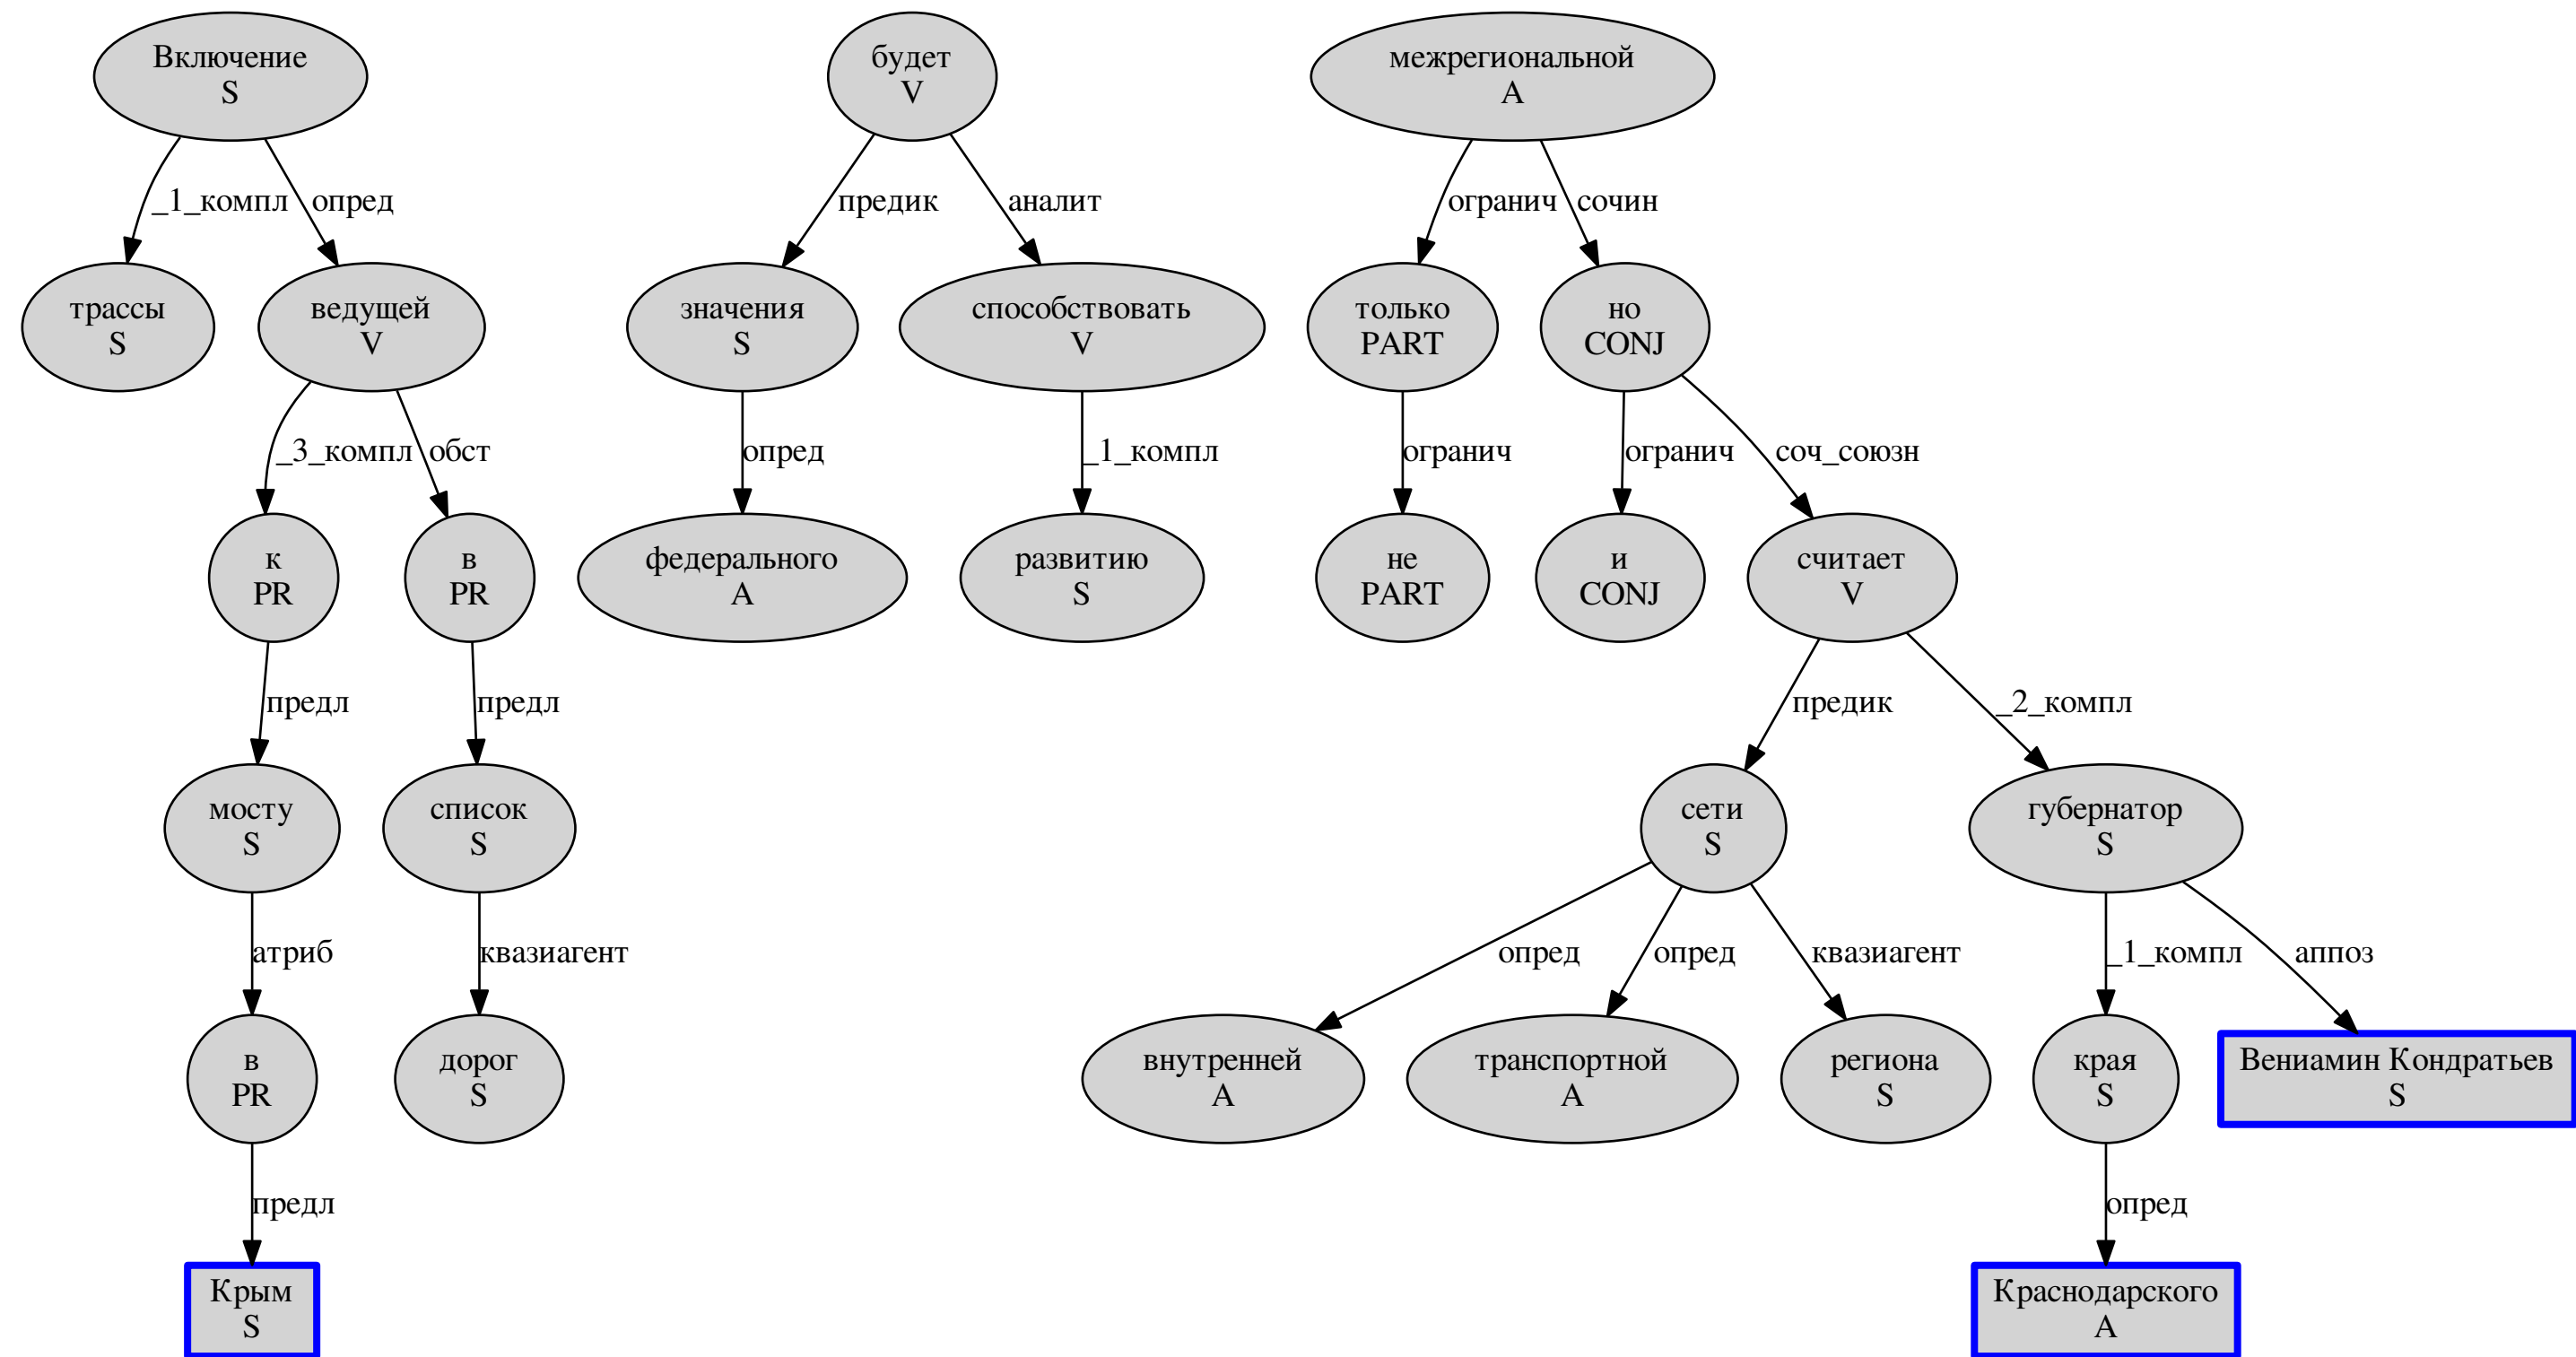 Включение
S
будет
V
межрегиональной
A
_1_компл
опред
предик
аналит
огранич
сочин
трассы
S
ведущей
V
значения
S
способствовать
V
только
PART
но
CONJ
_3_компл
обст
опред
_1_компл
огранич
огранич
соч_союзн
к
PR
в
PR
федерального
A
развитию
S
не
PART
и
CONJ
считает
V
предл
предл
предик
_2_компл
мосту
S
список
S
сети
S
губернатор
S
атриб
квазиагент
опред
опред
квазиагент
_1_компл
аппоз
в
PR
дорог
S
внутренней
A
транспортной
A
региона
S
края
S
Вениамин Кондратьев
S
предл
опред
Крым
S
Краснодарского
A